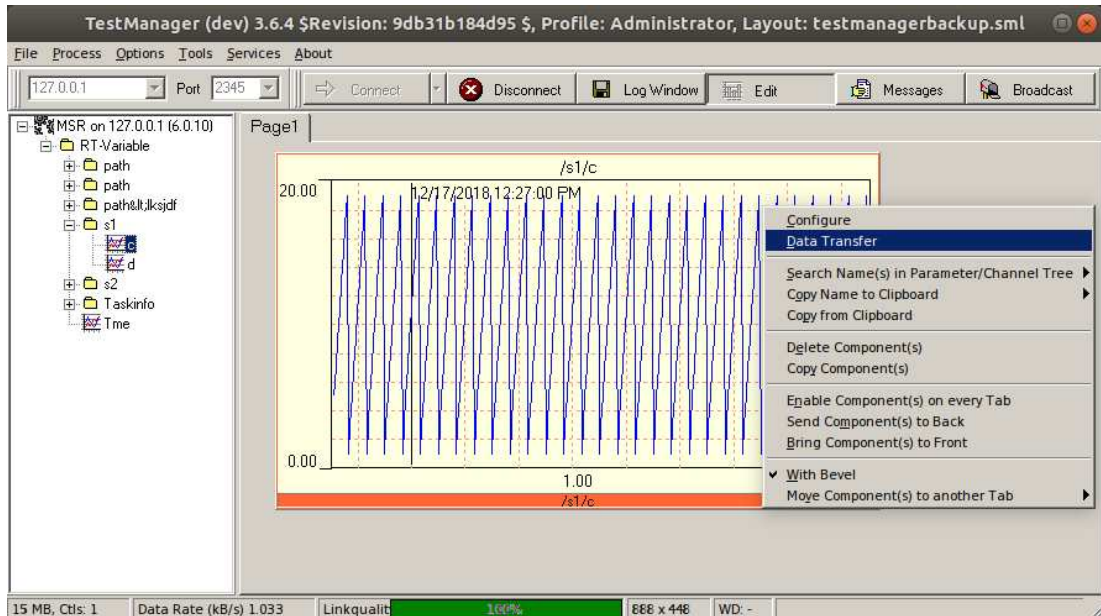 TestManager (dev) 3.6.4 $Revision: 9db31b184d95 $, Profile: Administrator, Layout: testmanagerbackup.sml
File Process Options Tools Services About
127.0.0.1 Port 2345 Connect Disconnect Log Window Edit Messages Broadcast
MSR on 127.0.0.1 (6.0.10)
RT-Variable
path
path
path&lt;lksjdf
s1
c
d
s2
Taskinfo
Tme
Page1
/s1/c
20.00
12/17/2018 12:27:00 PM
0.00
1.00
/s1/c
Configure
Data Transfer
Search Name(s) in Parameter/Channel Tree
Copy Name to Clipboard
Copy from Clipboard
Delete Component(s)
Copy Component(s)
Enable Component(s) on every Tab
Send Component(s) to Back
Bring Component(s) to Front
With Bevel
Move Component(s) to another Tab
15 MB, Ctls: 1 Data Rate (kB/s) 1.033 Linkqualit 100% 888 x 448 WD: -